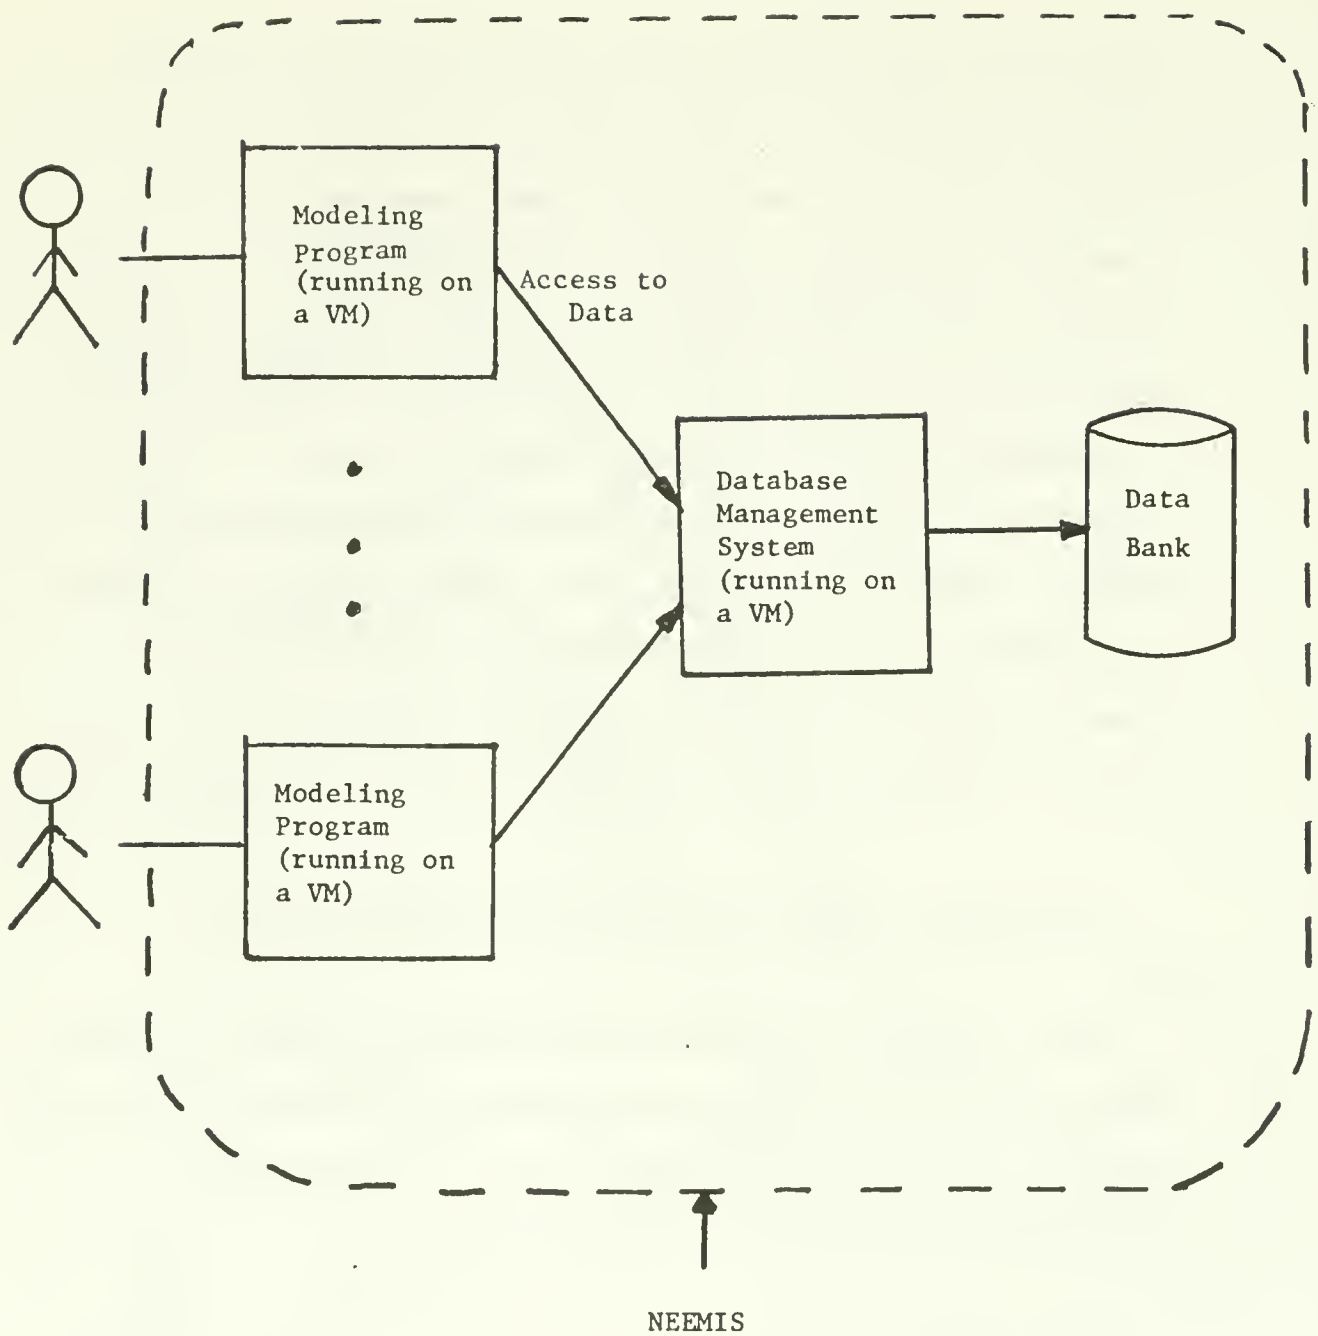 Modeling
Program
(running on
a VM)
Access to
Data
Database
Management
System
(running on
a VM)
Data
Bank
Modeling
Program
(running on
a VM)
NEEMIS